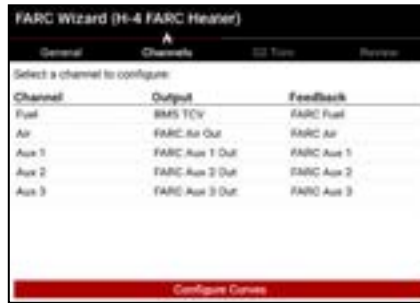 FARC Wizard (H-4 FARC Heater)
General Channels O2 Trim Review
Select a channel to configure:
Channel Output Feedback
Fuel BMS TCV FARC Fuel
Air FARC Air Out FARC Air
Aux 1 FARC Aux 1 Out FARC Aux 1
Aux 2 FARC Aux 2 Out FARC Aux 2
Aux 3 FARC Aux 3 Out FARC Aux 3
Configure Curves